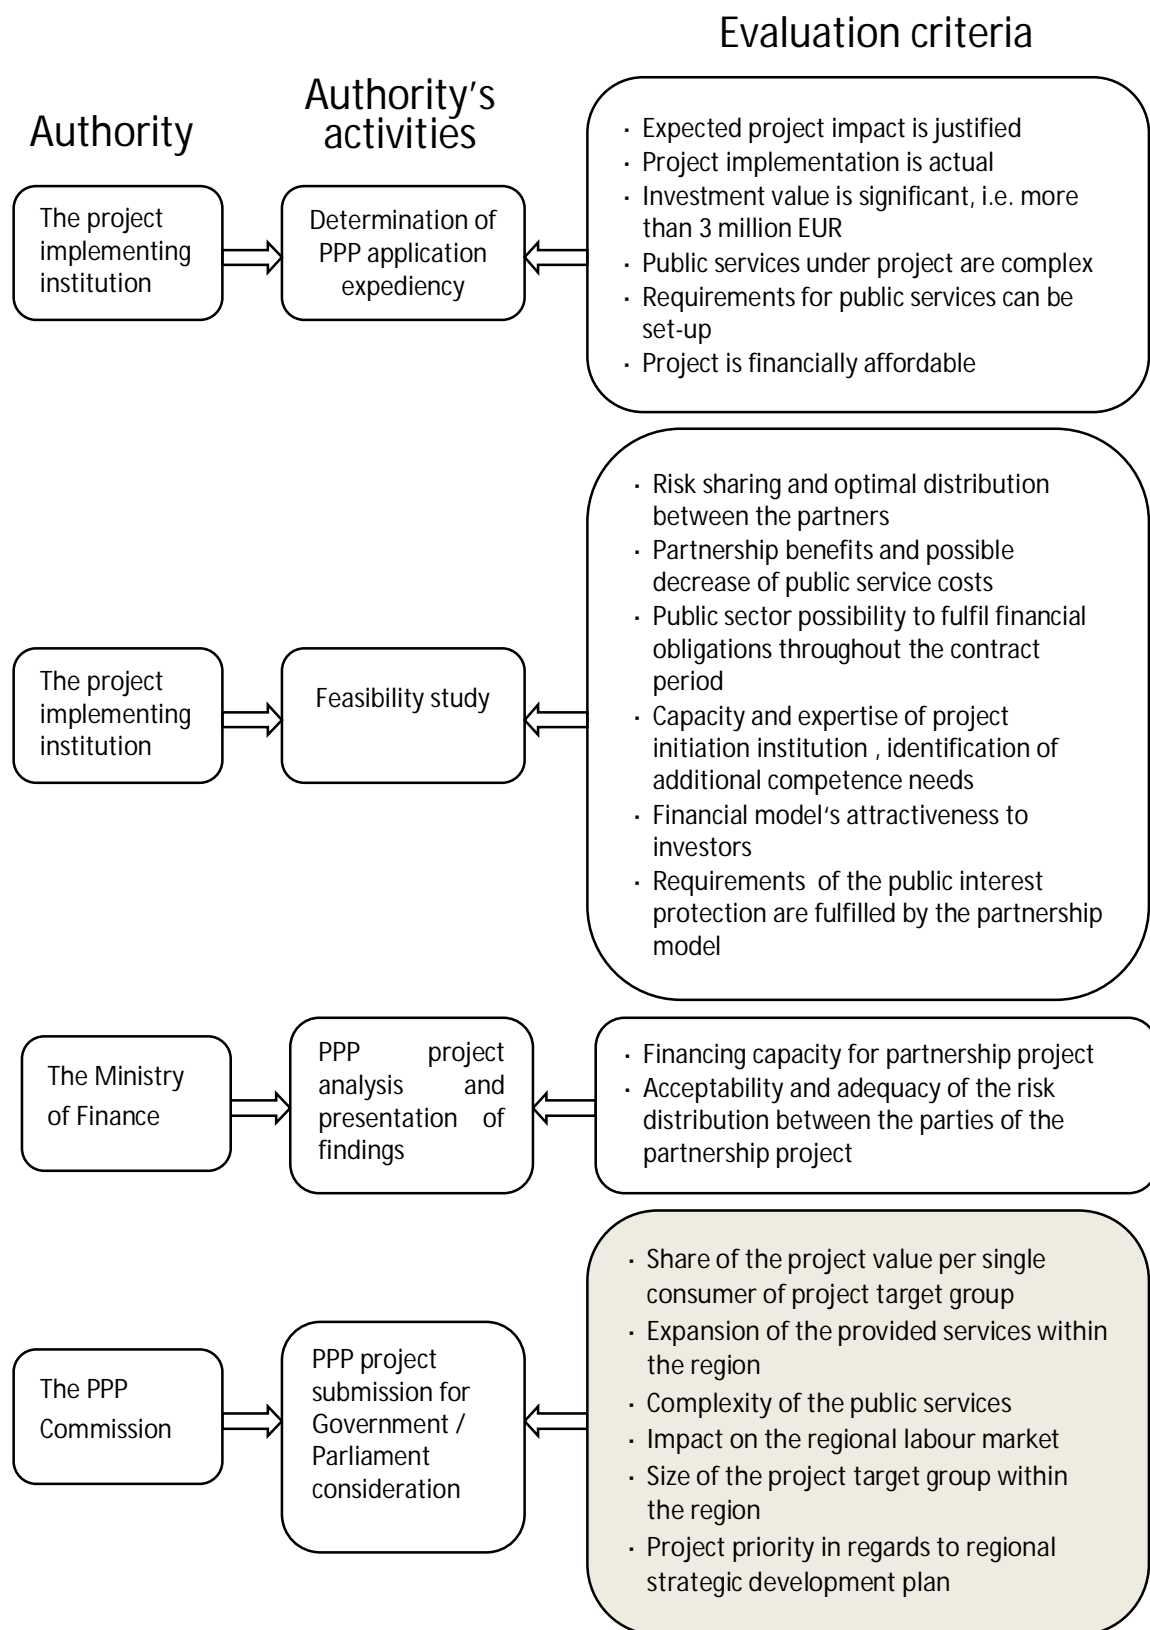 Evaluation criteria
Authority
Authority's
activities
The project
implementing
institution
Determination of
PPP application
expediency
· Expected project impact is justified
· Project implementation is actual
· Investment value is significant, i.e. more
than 3 million EUR
· Public services under project are complex
· Requirements for public services can be
set-up
· Project is financially affordable
The project
implementing
institution
Feasibility study
· Risk sharing and optimal distribution
between the partners
· Partnership benefits and possible
decrease of public service costs
· Public sector possibility to fulfil financial
obligations throughout the contract
period
· Capacity and expertise of project
initiation institution , identification of
additional competence needs
· Financial model's attractiveness to
investors
· Requirements of the public interest
protection are fulfilled by the partnership
model
The Ministry
of Finance
PPP project
analysis and
presentation of
findings
· Financing capacity for partnership project
· Acceptability and adequacy of the risk
distribution between the parties of the
partnership project
The PPP
Commission
PPP project
submission for
Government /
Parliament
consideration
· Share of the project value per single
consumer of project target group
· Expansion of the provided services within
the region
· Complexity of the public services
· Impact on the regional labour market
· Size of the project target group within
the region
· Project priority in regards to regional
strategic development plan